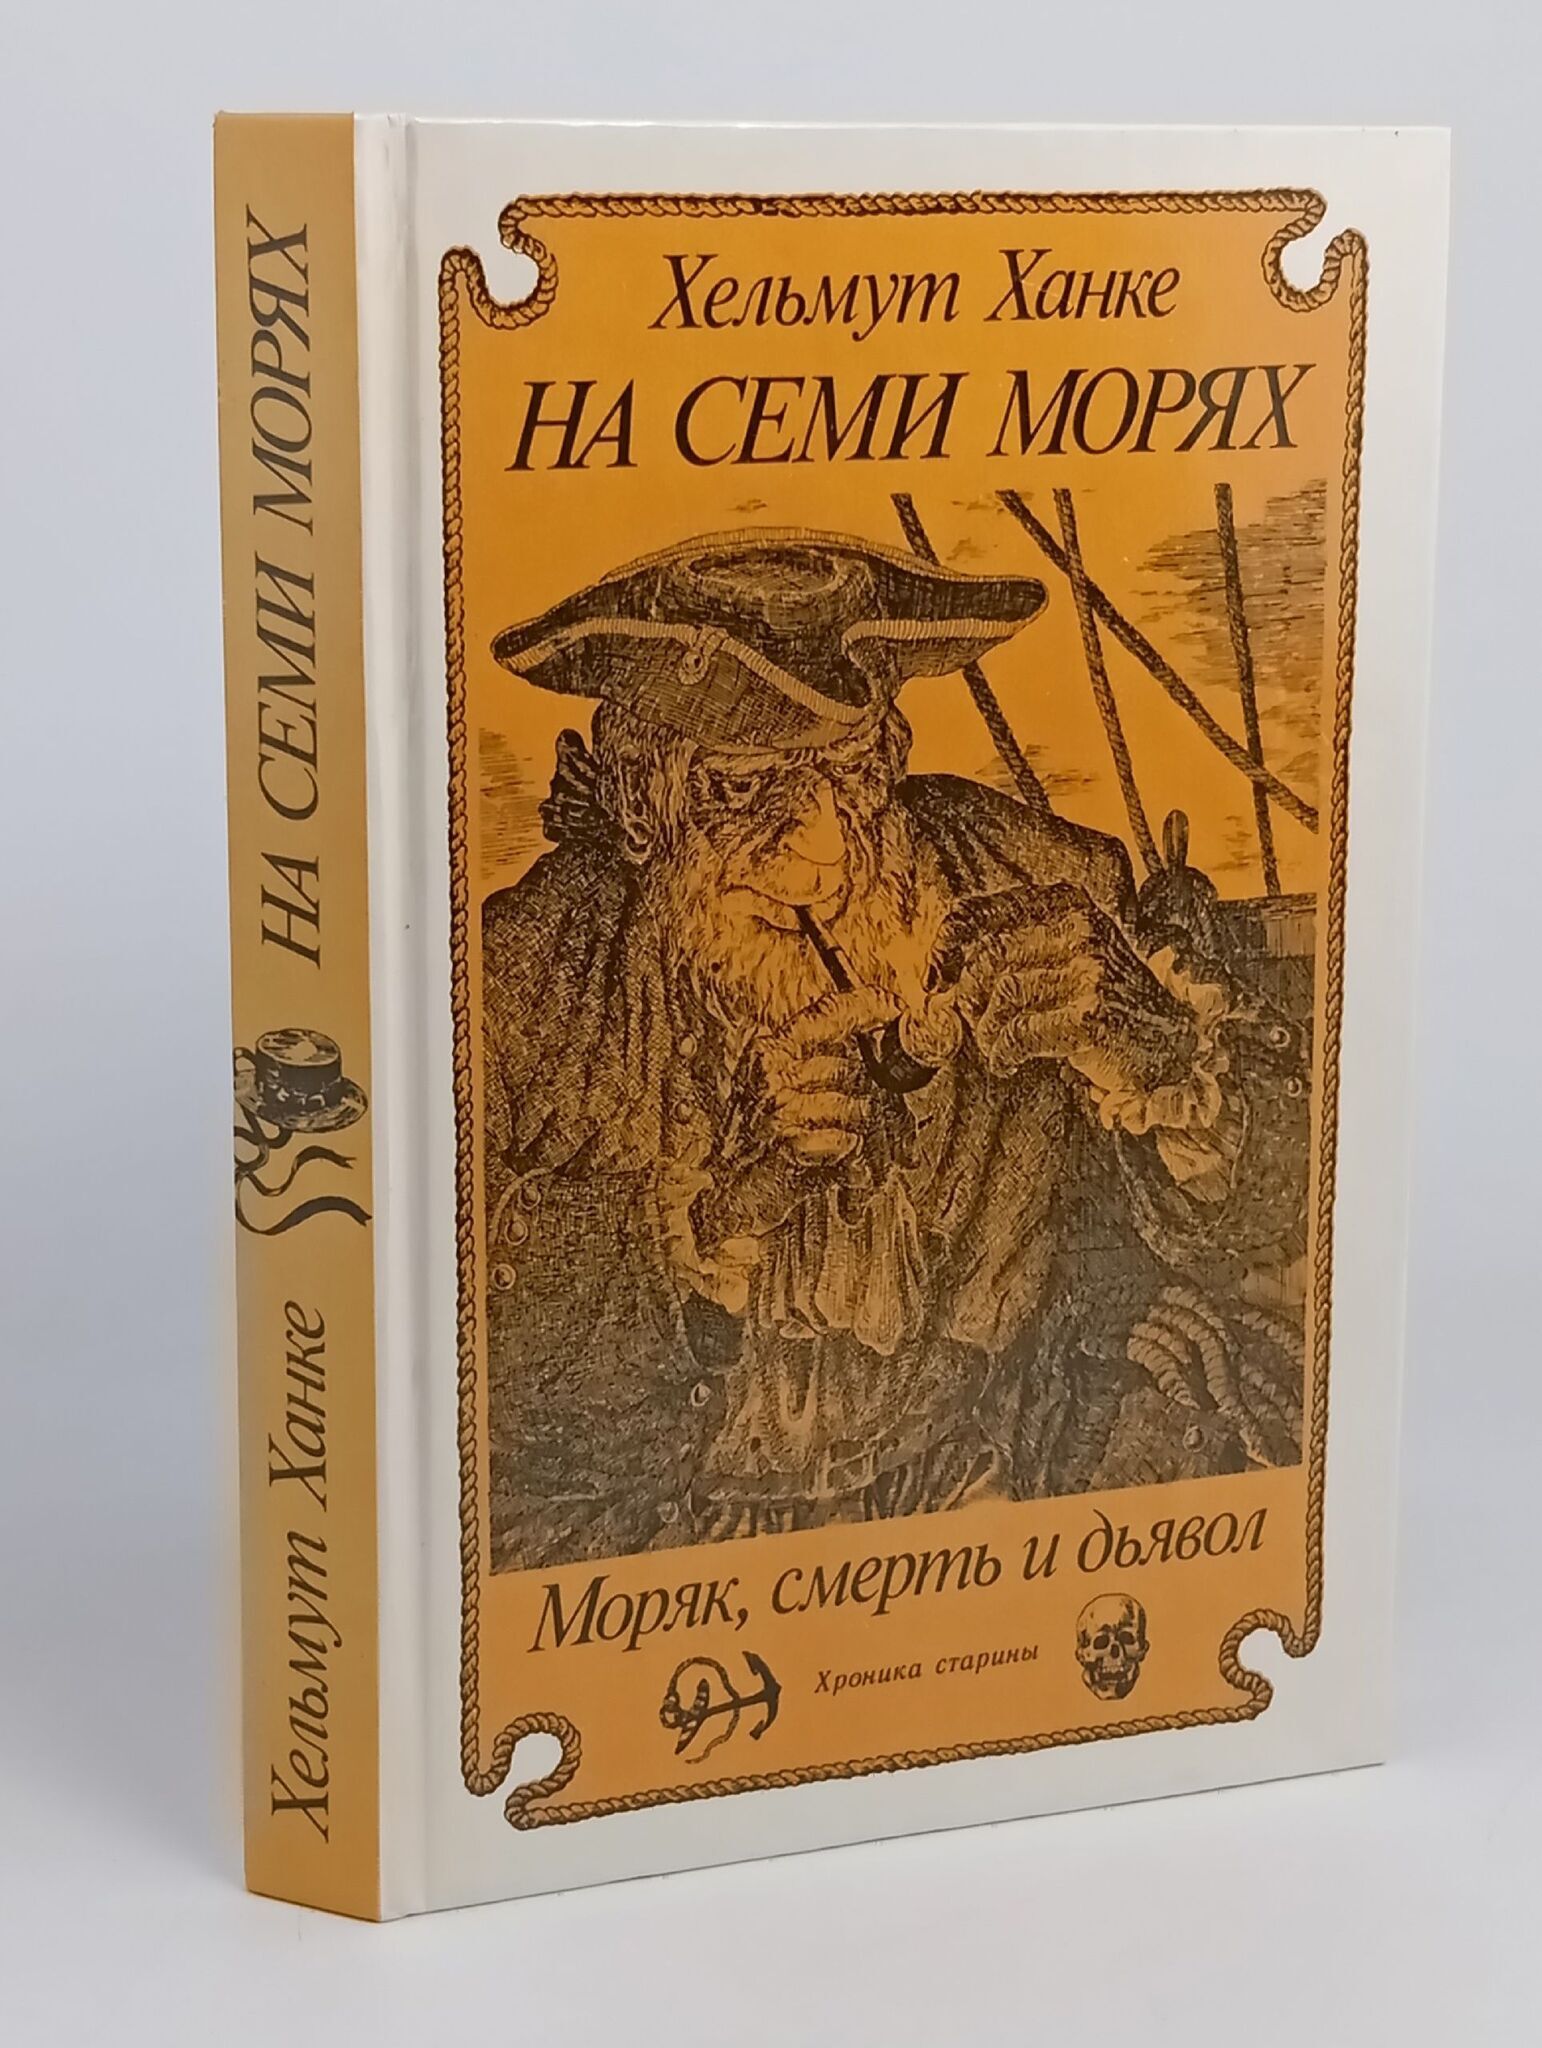 Хельмут Ханке
НА СЕМИ МОРЯХ
Моряк, смерть и дьявол
Хроника старины
Хельмут Ханке НА СЕМИ МОРЯХ